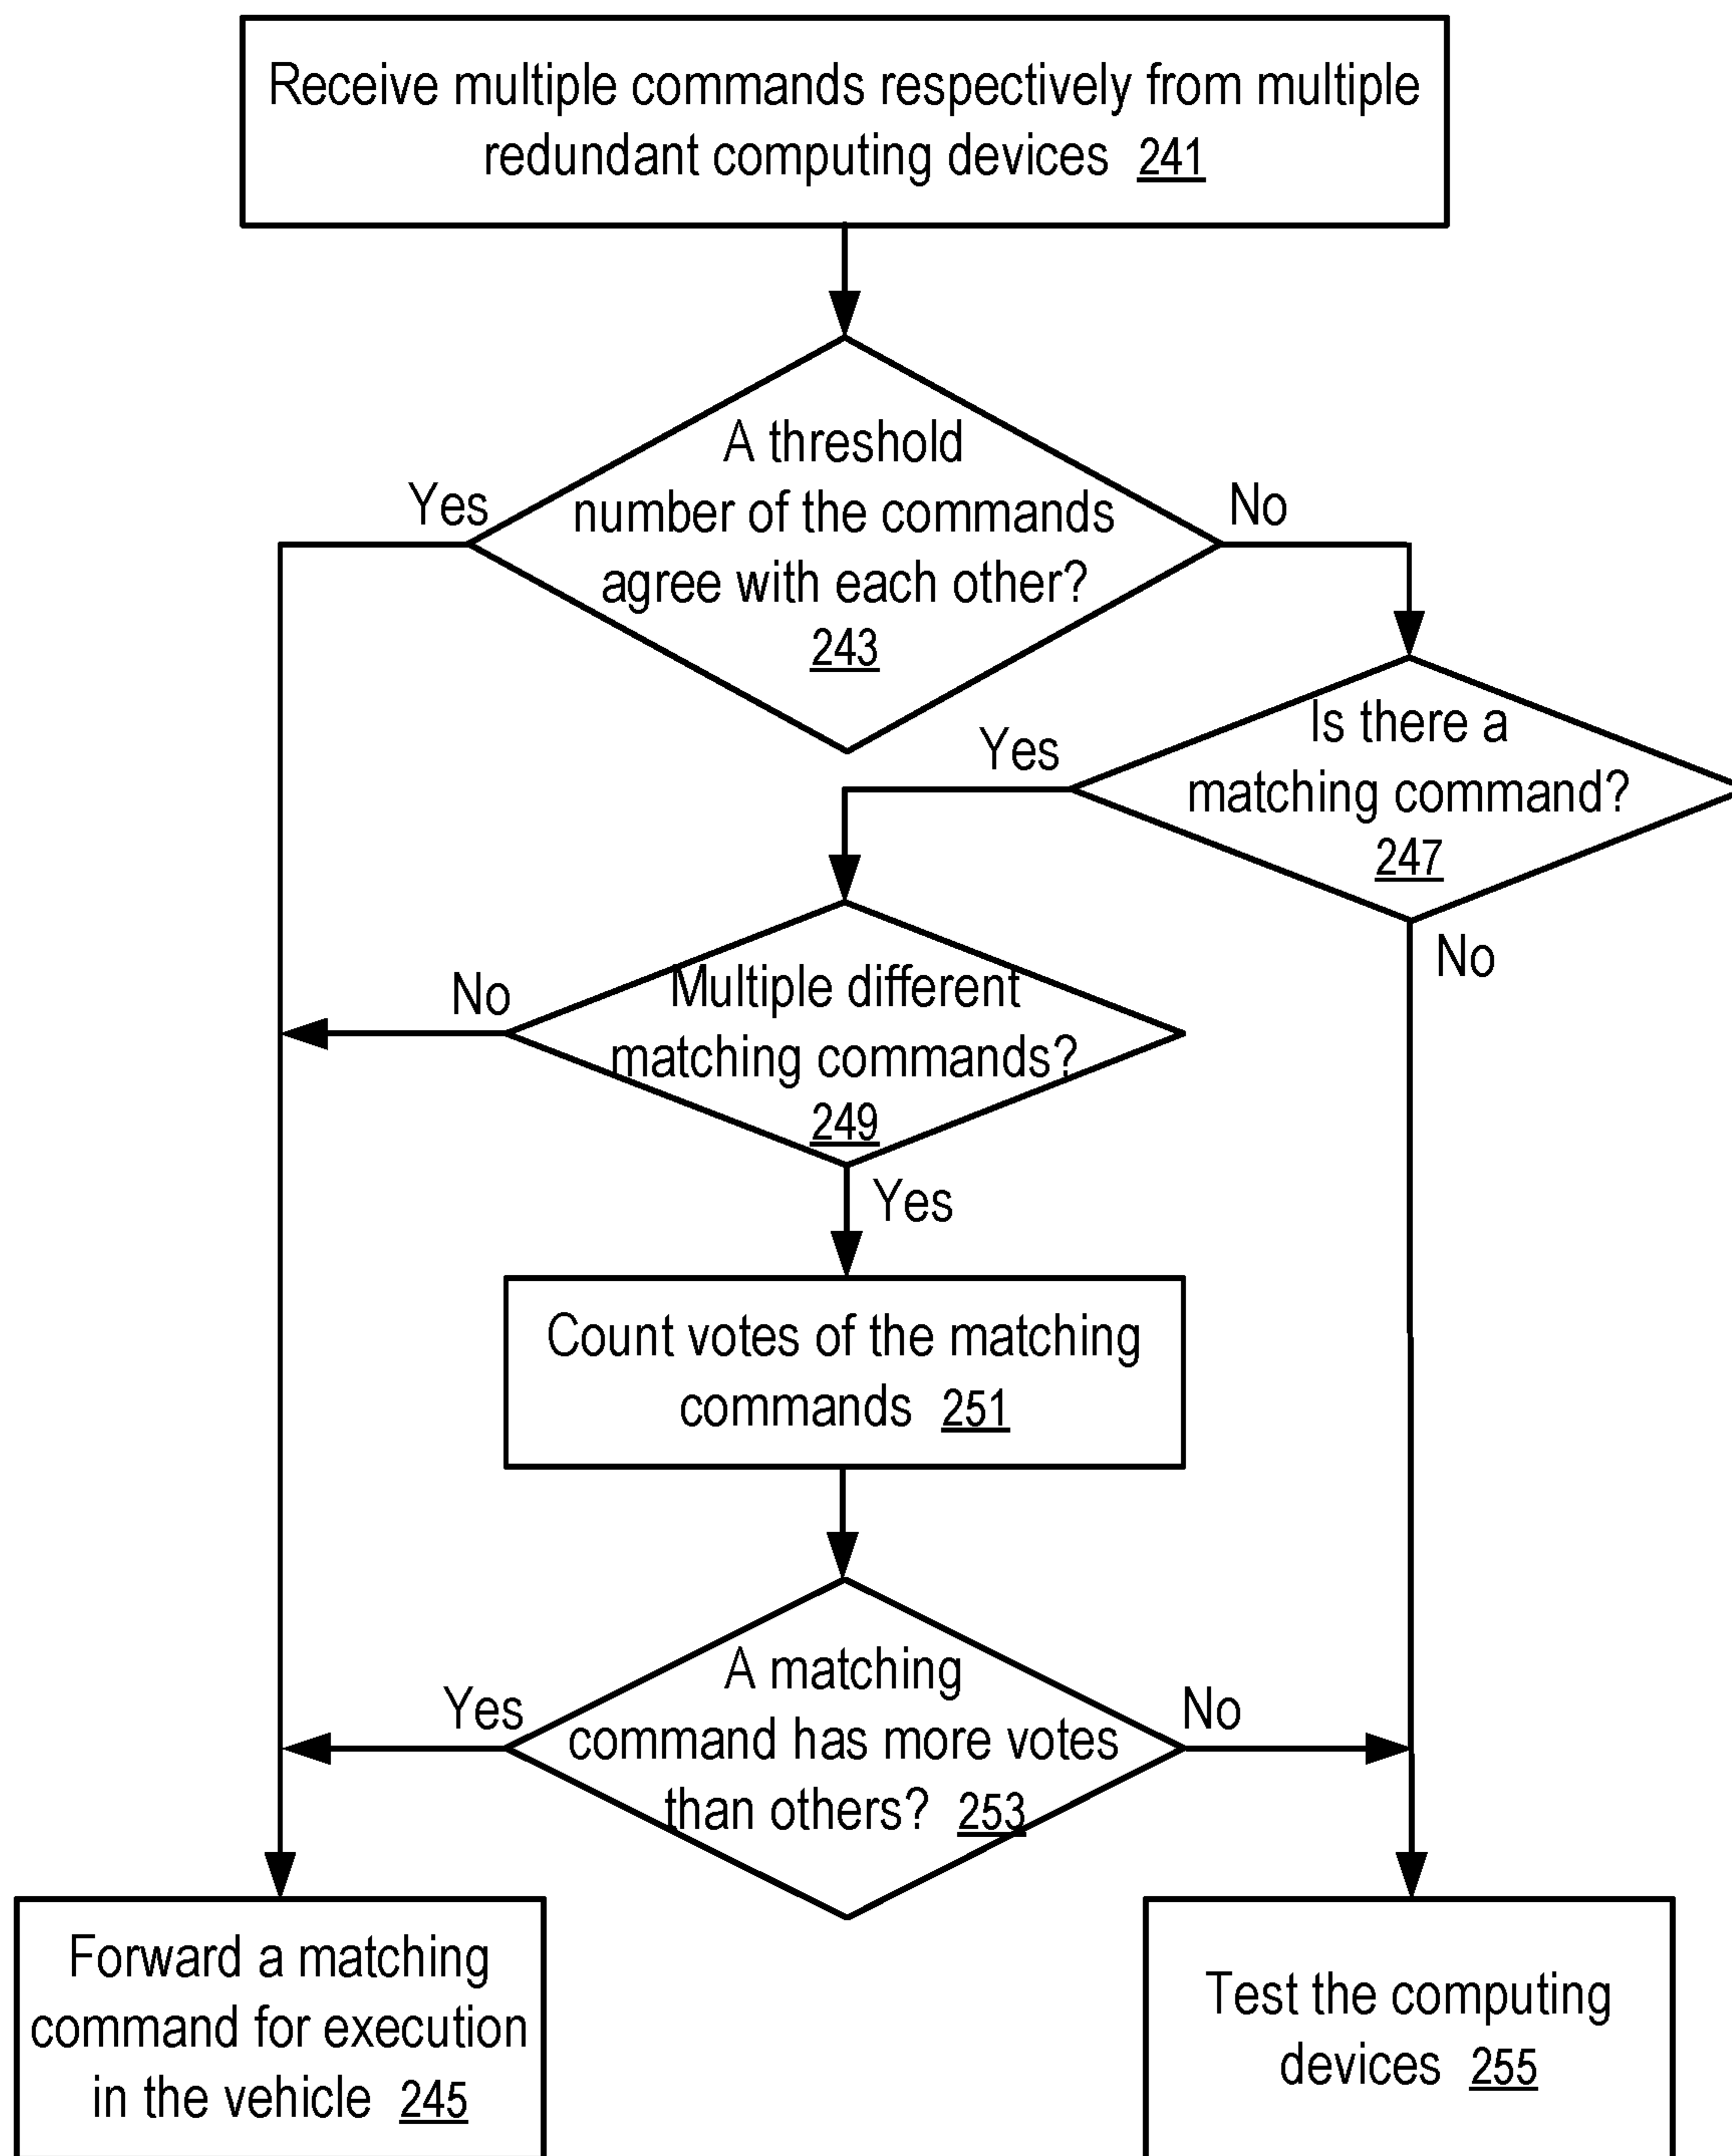 Receive multiple commands respectively from multiple
redundant computing devices 241
A threshold
number of the commands
agree with each other?
243
Yes
No
Is there a
matching command?
247
Yes
No
Multiple different
matching commands?
249
No
Yes
Count votes of the matching
commands 251
A matching
command has more votes
than others? 253
Yes
No
Forward a matching
command for execution
in the vehicle 245
Test the computing
devices 255